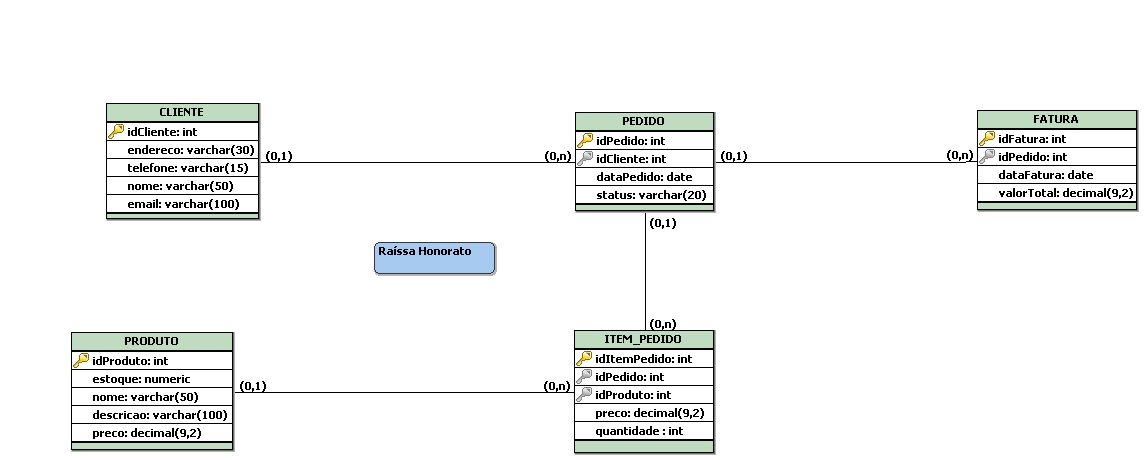 CLIENTE
idCliente: int
endereco: varchar(30)
telefone: varchar(15)
nome: varchar(50)
email: varchar(100)
(0,1)
(0,n)
PEDIDO
idPedido: int
idCliente: int
dataPedido: date
status: varchar(20)
(0,1)
(0,n)
FATURA
idFatura: int
idPedido: int
dataFatura: date
valorTotal: decimal(9,2)
(0,1)
(0,n)
Raíssa Honorato
PRODUTO
idProduto: int
estoque: numeric
nome: varchar(50)
descricao: varchar(100)
preco: decimal(9,2)
(0,1)
(0,n)
ITEM_PEDIDO
idItemPedido: int
idPedido: int
idProduto: int
preco: decimal(9,2)
quantidade : int